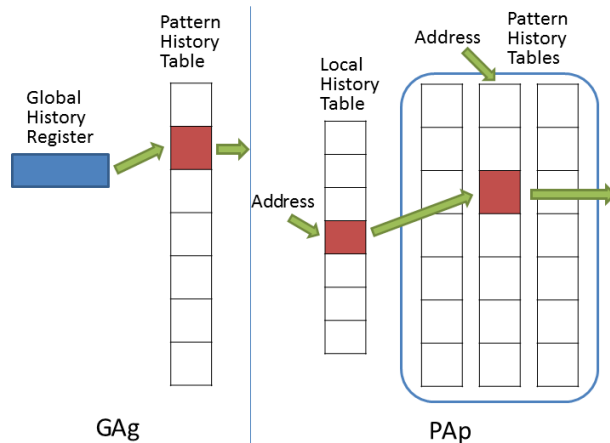 Pattern
History
Table
Global
History
Register
GAg
Address
Pattern
History
Tables
Local
History
Table
Address
PAp